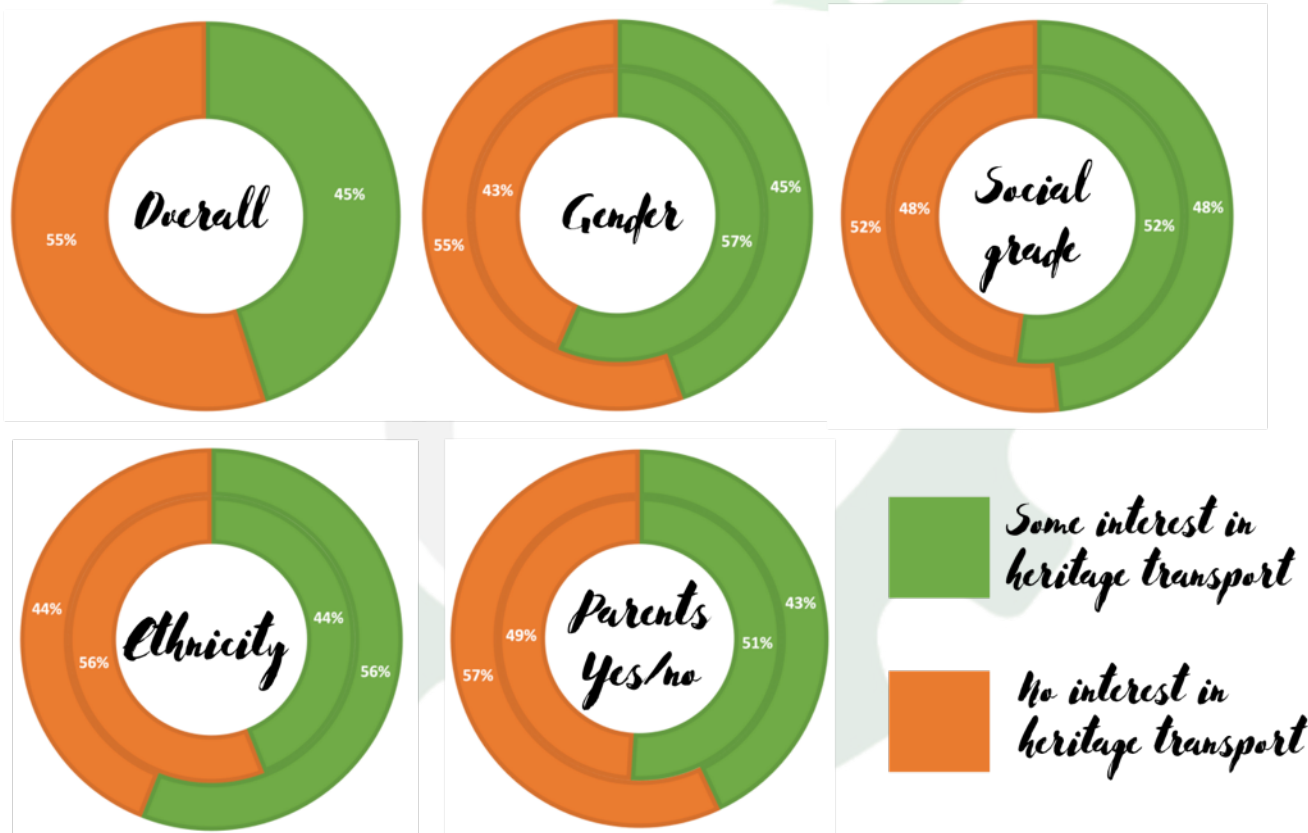 Overall
45%
55%
Gender
43%
45%
55%
57%
Social
grade
48%
48%
52%
52%
Ethnicity
44%
44%
56%
56%
Parents
Yes/no
43%
49%
51%
57%
Some interest in
heritage transport
No interest in
heritage transport